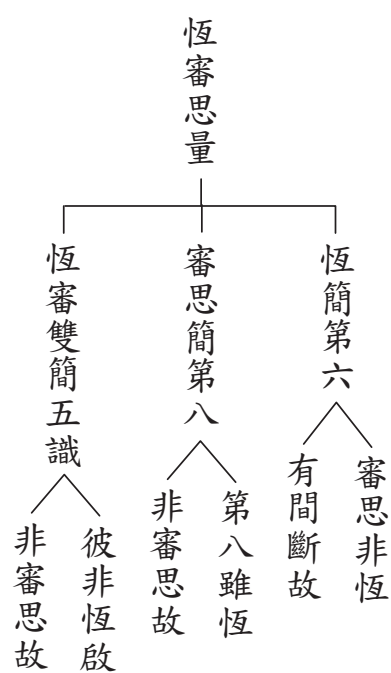 恆審思量
恆簡第六
審思非恆
有間斷故
審思簡第八
第八雖恆
非審思故
恆審雙簡五識
彼非恆啟
非審思故